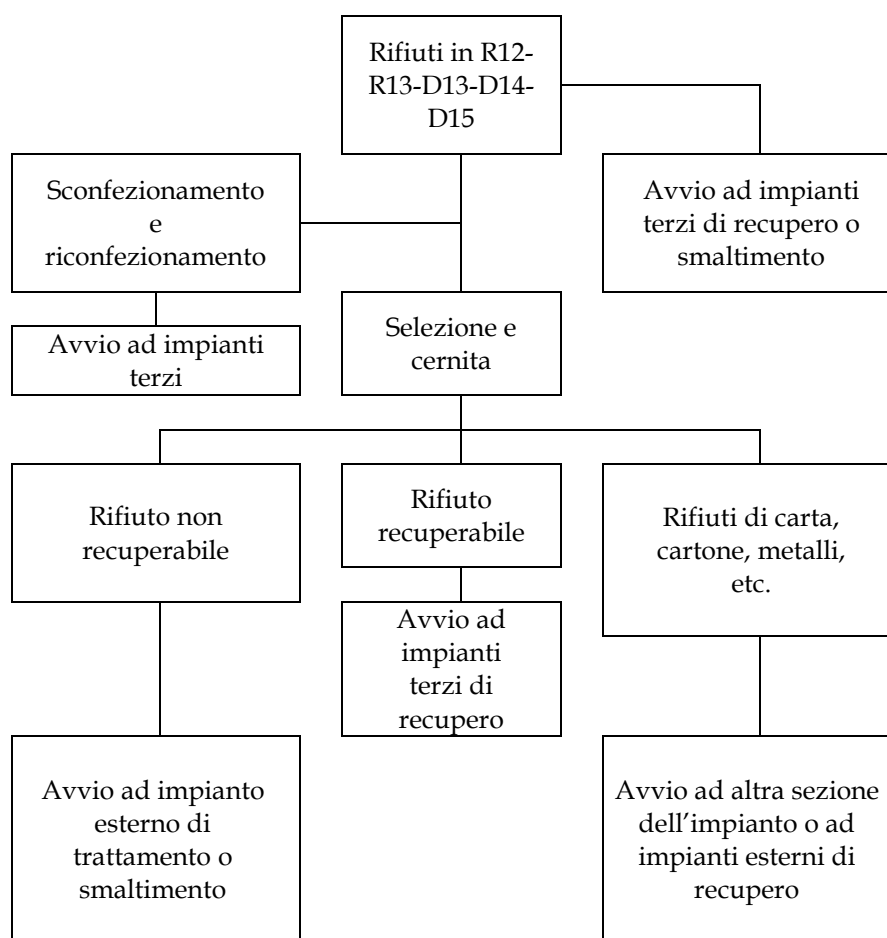 Rifiuti in R12-
R13-D13-D14-
D15
Sconfezionamento
e
riconfezionamento
Avvio ad impianti
terzi di recupero o
smaltimento
Avvio ad impianti
terzi
Selezione e
cernita
Rifiuto non
recuperabile
Rifiuto
recuperabile
Rifiuti di carta,
cartone, metalli,
etc.
Avvio ad
impianti
terzi di
recupero
Avvio ad impianto
esterno di
trattamento o
smaltimento
Avvio ad altra sezione
dell’impianto o ad
impianti esterni di
recupero